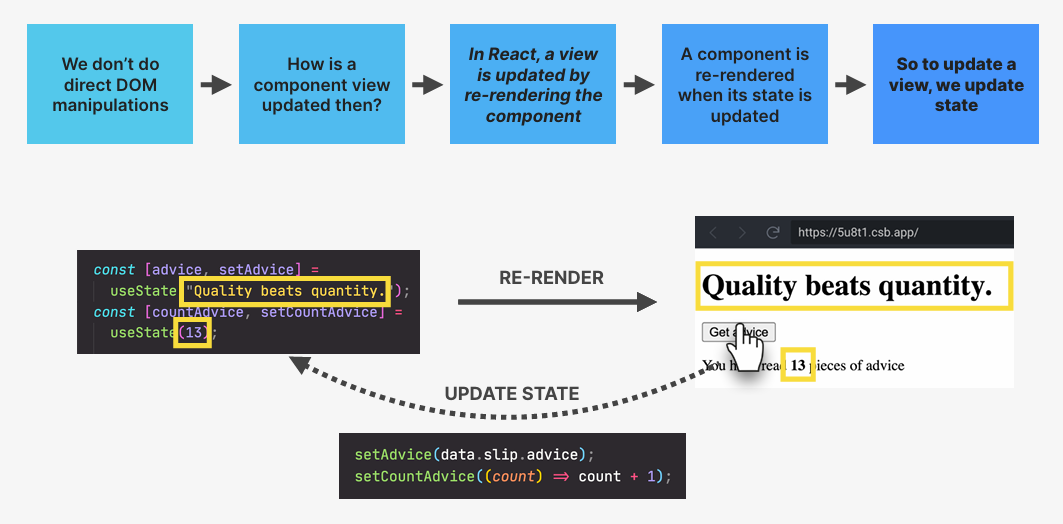 We don't do
direct DOM
manipulations
How is a
component view
updated then?
In React, a view
is updated by
re-rendering the
component
A component is
re-rendered
when its state is
updated
So to update a
view, we update
state
const [advice, setAdvice] =
useState("Quality beats quantity.");
const [countAdvice, setCountAdvice] =
useState(13);
RE-RENDER
https://5u8t1.csb.app/
Quality beats quantity.
Get advice
You have read 13 pieces of advice
UPDATE STATE
setAdvice(data.slip.advice);
setCountAdvice((count) => count + 1);